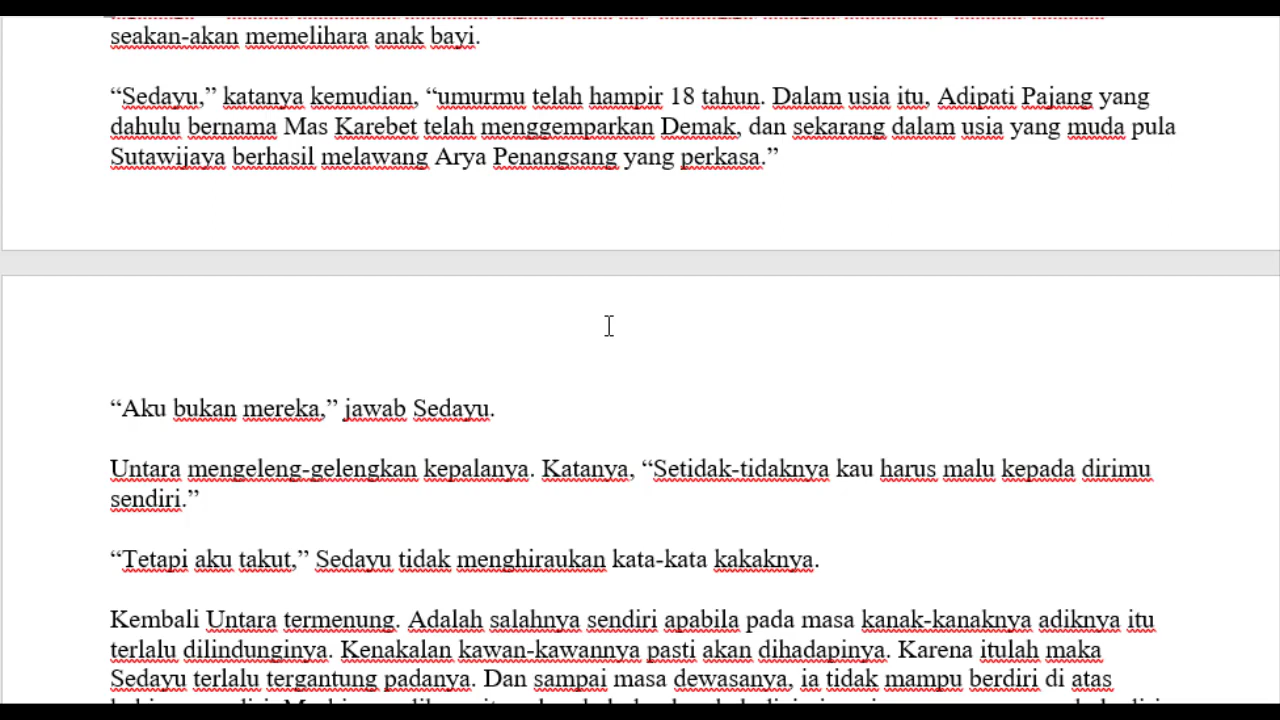 seakan-akan memelihara anak bayi.
“Sedayu,” katanya kemudian, “umurmu telah hampir 18 tahun. Dalam usia itu, Adipati Pajang yang
dahulu bernama Mas Karebet telah menggemparkan Demak, dan sekarang dalam usia yang muda pula
Sutawijaya berhasil melawang Arya Penangsang yang perkasa.”
“Aku bukan mereka,” jawab Sedayu.
Untara mengeleng-gelengkan kepalanya. Katanya, “Setidak-tidaknya kau harus malu kepada dirimu
sendiri.”
“Tetapi aku takut,” Sedayu tidak menghiraukan kata-kata kakaknya.
Kembali Untara termenung. Adalah salahnya sendiri apabila pada masa kanak-kanaknya adiknya itu
terlalu dilindunginya. Kenakalan kawan-kawannya pasti akan dihadapinya. Karena itulah maka
Sedayu terlalu tergantung padanya. Dan sampai masa dewasanya, ia tidak mampu berdiri di atas